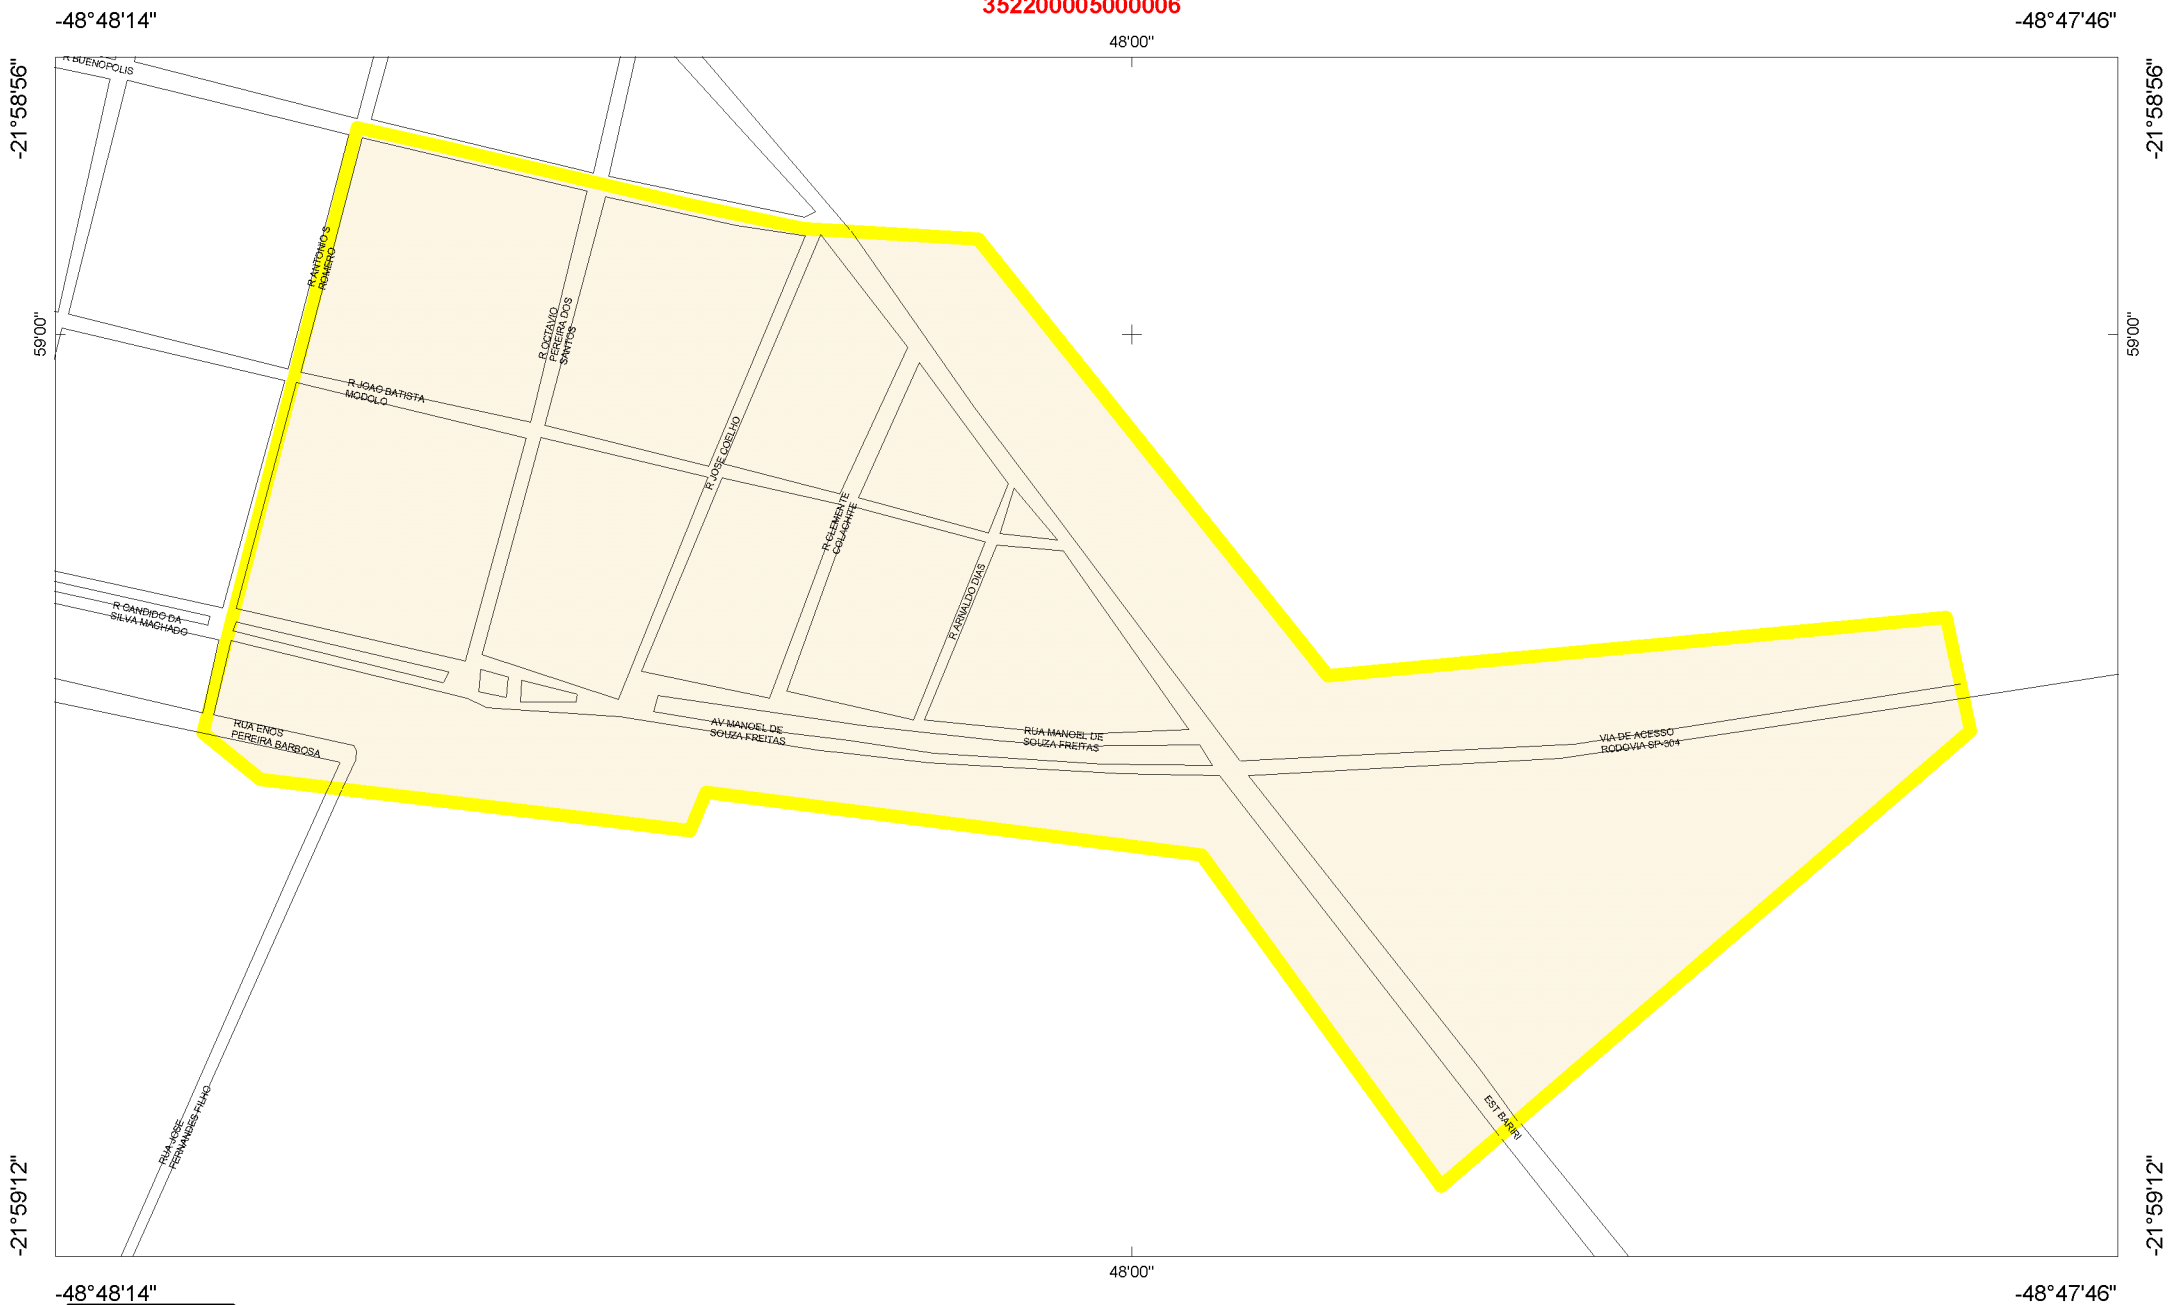 352200005000006
-48°48'14"
-48°47'46"
48'00"
-21°58'56"
-21°58'56"
R BUENOPOLIS
R ANTONIO S
ROMERO
59'00"
59'00"
R OCTAVIO
PEREIRA DOS
SANTOS
R JOAO BATISTA
MODOLO
R JOSE COELHO
R CLEMENTE
COLACHITE
R ARNALDO DIAS
R CANDIDO DA
SILVA MACHADO
RUA ENOS
PEREIRA BARBOSA
AV MANOEL DE
SOUZA FREITAS
RUA MANOEL DE
SOUZA FREITAS
VIA DE ACESSO
RODOVIA SP-304
EST BARIRI
RUA JOSE
FERNANDES FILHO
-21°59'12"
-21°59'12"
48'00"
-48°48'14"
-48°47'46"